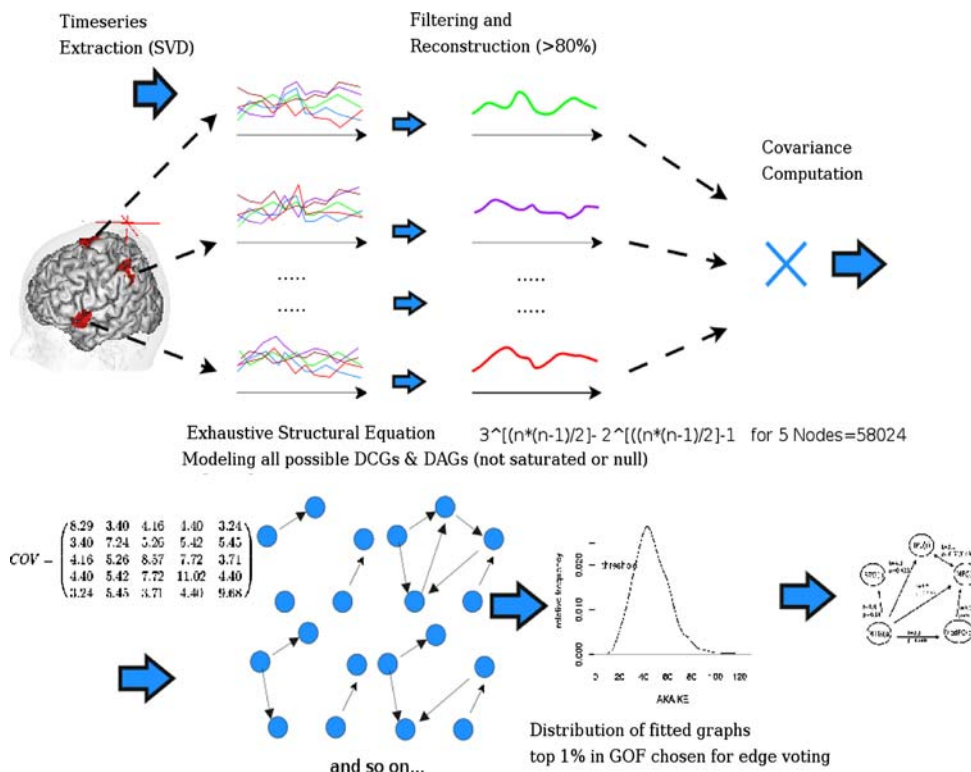 Timeseries
Extraction (SVD)
Filtering and
Reconstruction (>80%)
Covariance
Computation
.....
.....
.....
.....
Exhaustive Structural Equation 3^[(n*(n-1)/2]- 2^[((n*(n-1)/2]-1 for 5 Nodes=58024
Modeling all possible DCGs & DAGs (not saturated or null)
COV =
8.29 3.40 4.16 4.40 3.24
3.40 7.24 5.26 5.42 5.45
4.16 5.26 8.57 7.72 3.71
4.40 5.42 7.72 11.02 4.40
3.24 5.45 3.71 4.40 9.68
and so on...
relative frequency
0.000 0.010 0.020
threshold
0 20 40 60 80 100 120
AKAIKE
Distribution of fitted graphs
top 1% in GOF chosen for edge voting